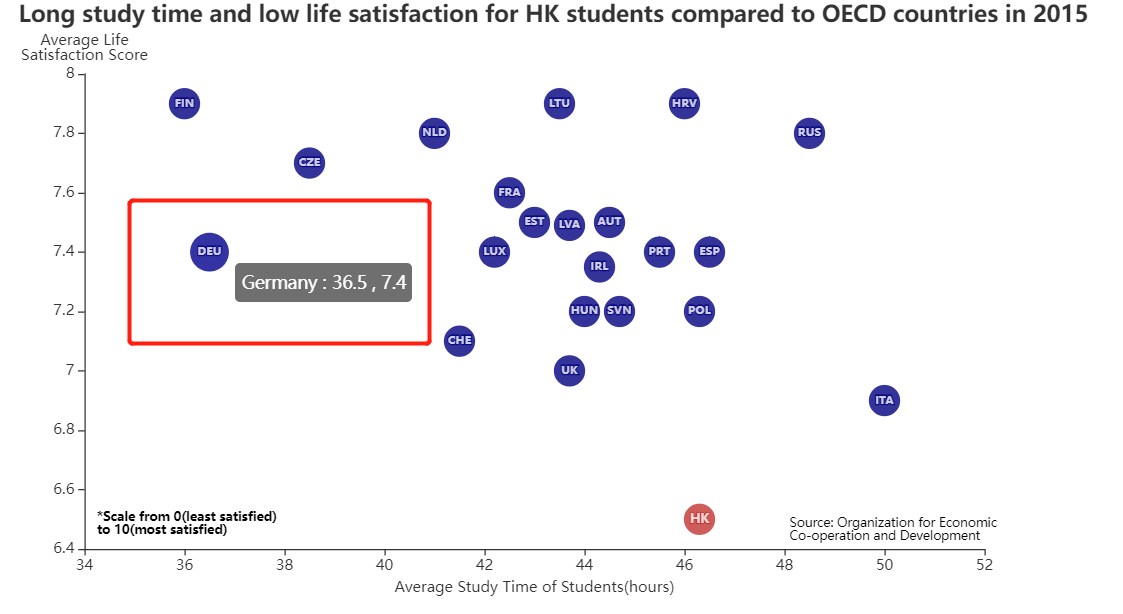 Long study time and low life satisfaction for HK students compared to OECD countries in 2015
Average Life
Satisfaction Score
8
FIN
LTU
HRV
7.8
NLD
RUS
CZE
7.6
FRA
EST
LVA
AUT
7.4
DEU
LUX
PRT
ESP
IRL
Germany : 36.5 , 7.4
7.2
HUN
SVN
POL
CHE
7
UK
6.8
ITA
6.6
*Scale from 0(least satisfied)
to 10(most satisfied)
HK
Source: Organization for Economic
Co-operation and Development
6.4
34
36
38
40
42
44
46
48
50
52
Average Study Time of Students(hours)